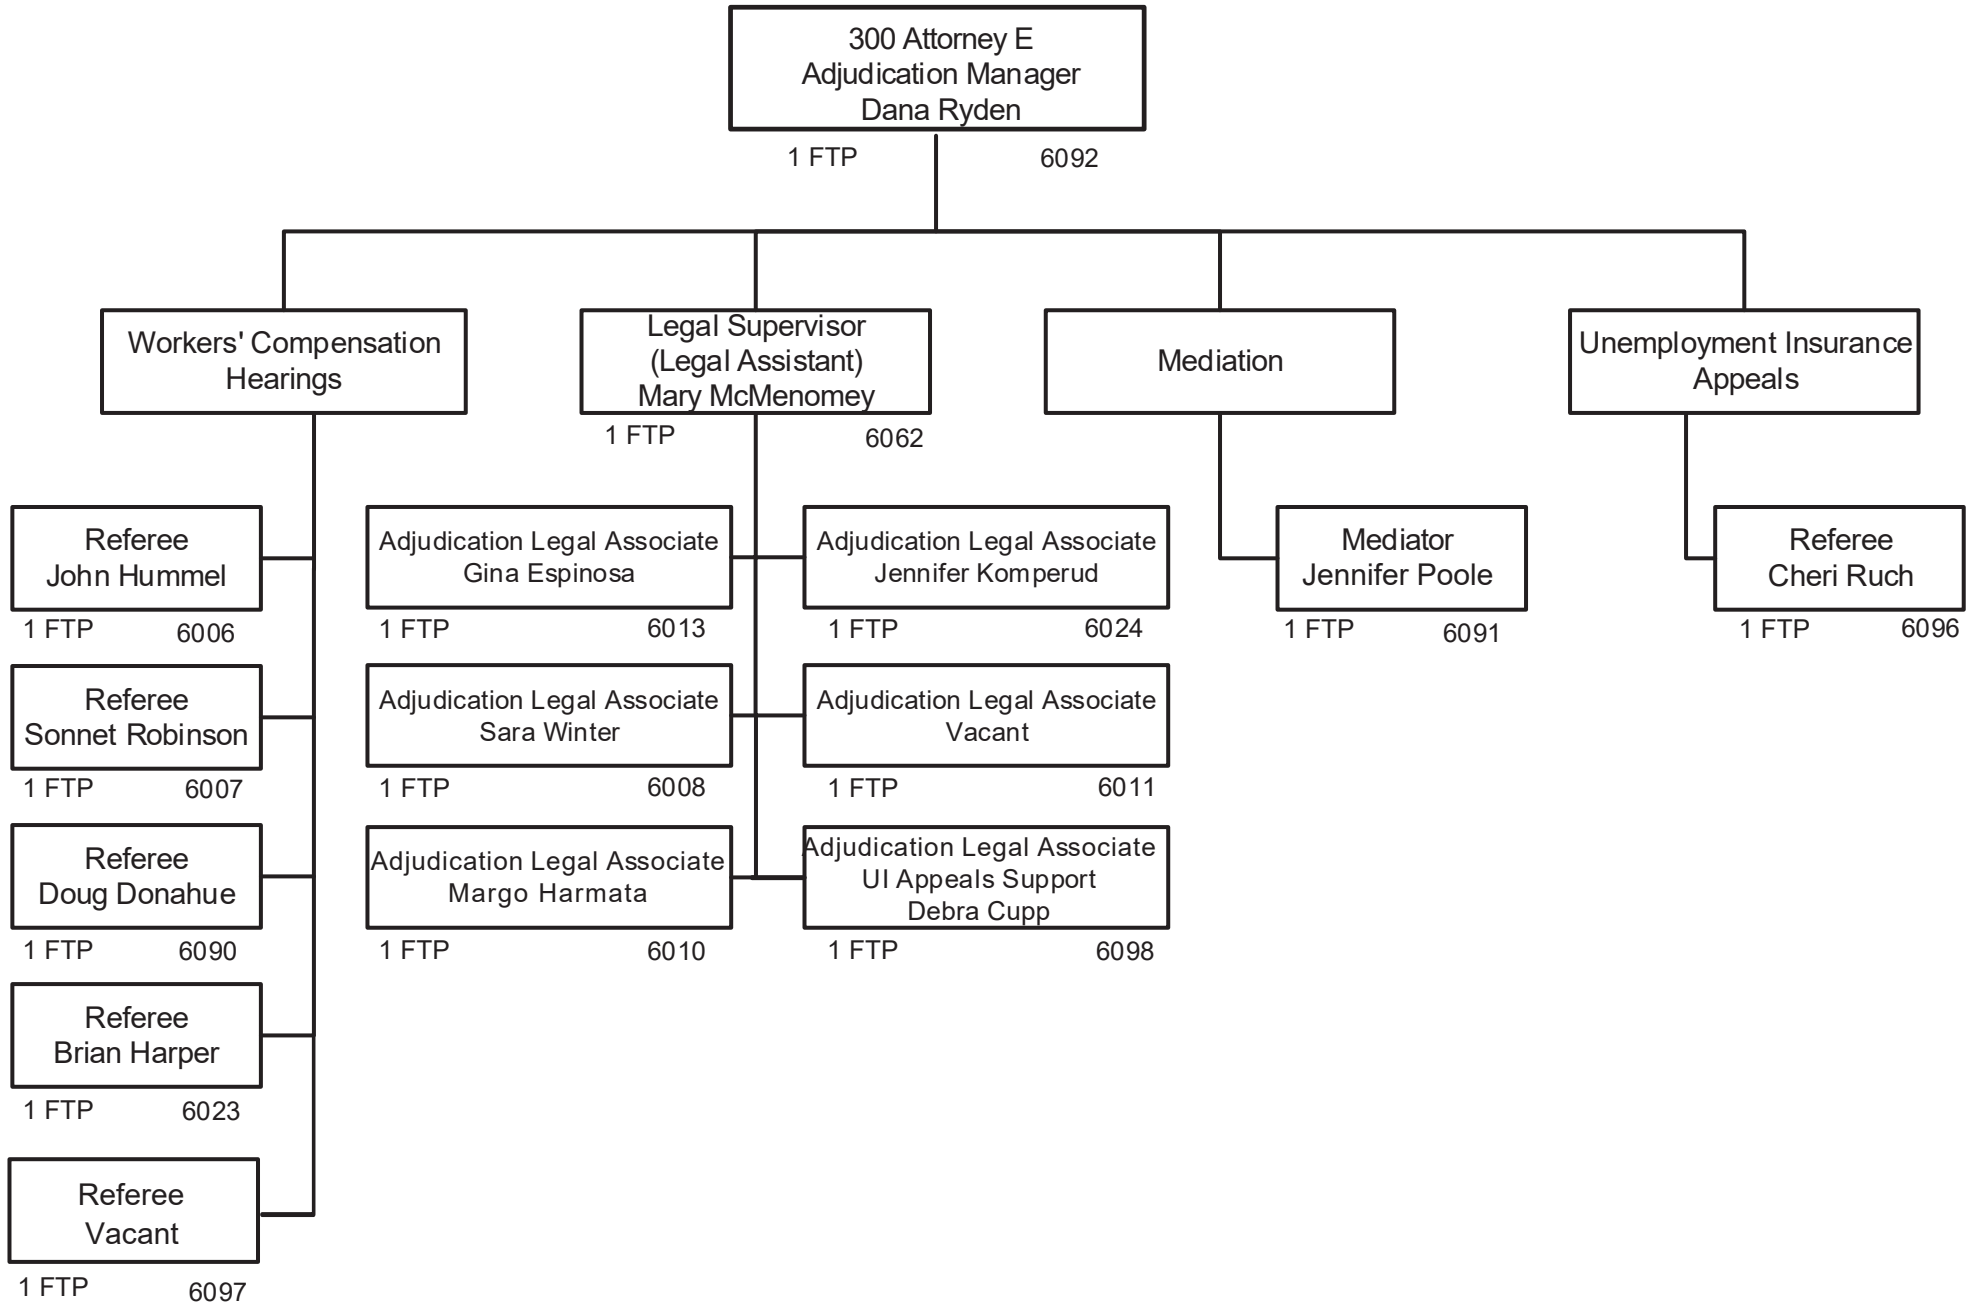 300 Attorney E
Adjudication Manager
Dana Ryden
1 FTP
6092
Workers' Compensation
Hearings
Legal Supervisor
(Legal Assistant)
Mary McMenomey
1 FTP
6062
Mediation
Unemployment Insurance
Appeals
Referee
John Hummel
1 FTP
6006
Referee
Sonnet Robinson
1 FTP
6007
Referee
Doug Donahue
1 FTP
6090
Referee
Brian Harper
1 FTP
6023
Referee
Vacant
1 FTP
6097
Adjudication Legal Associate
Gina Espinosa
1 FTP
6013
Adjudication Legal Associate
Jennifer Komperud
1 FTP
6024
Adjudication Legal Associate
Sara Winter
1 FTP
6008
Adjudication Legal Associate
Vacant
1 FTP
6011
Adjudication Legal Associate
Margo Harmata
1 FTP
6010
Adjudication Legal Associate
UI Appeals Support
Debra Cupp
1 FTP
6098
Mediator
Jennifer Poole
1 FTP
6091
Referee
Cheri Ruch
1 FTP
6096